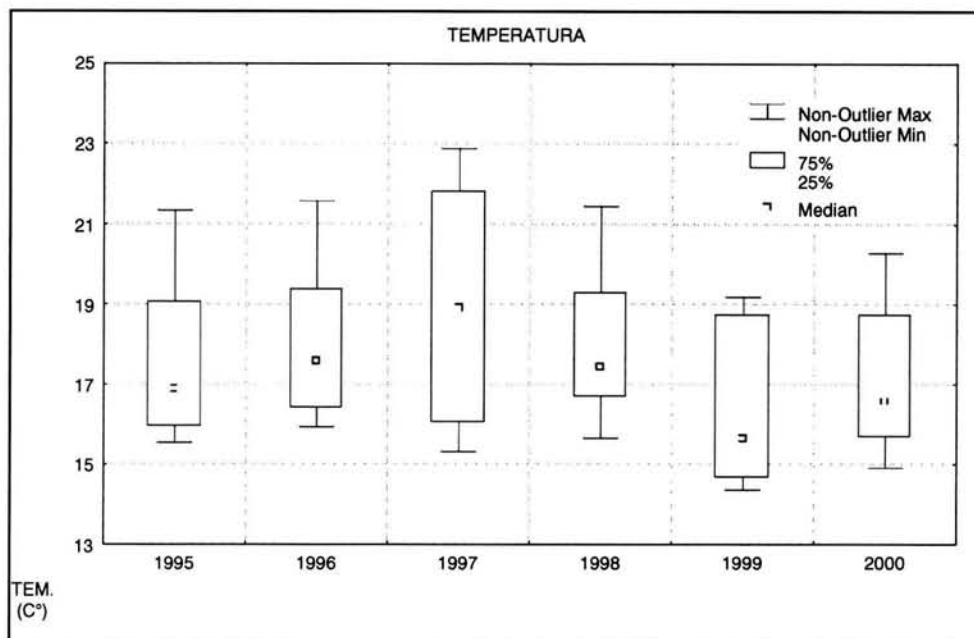 TEMPERATURA
25
23
21
19
17
15
13
Non-Outlier Max
Non-Outlier Min
75%
25%
Median
1995 1996 1997 1998 1999 2000
TEM.
(C°)